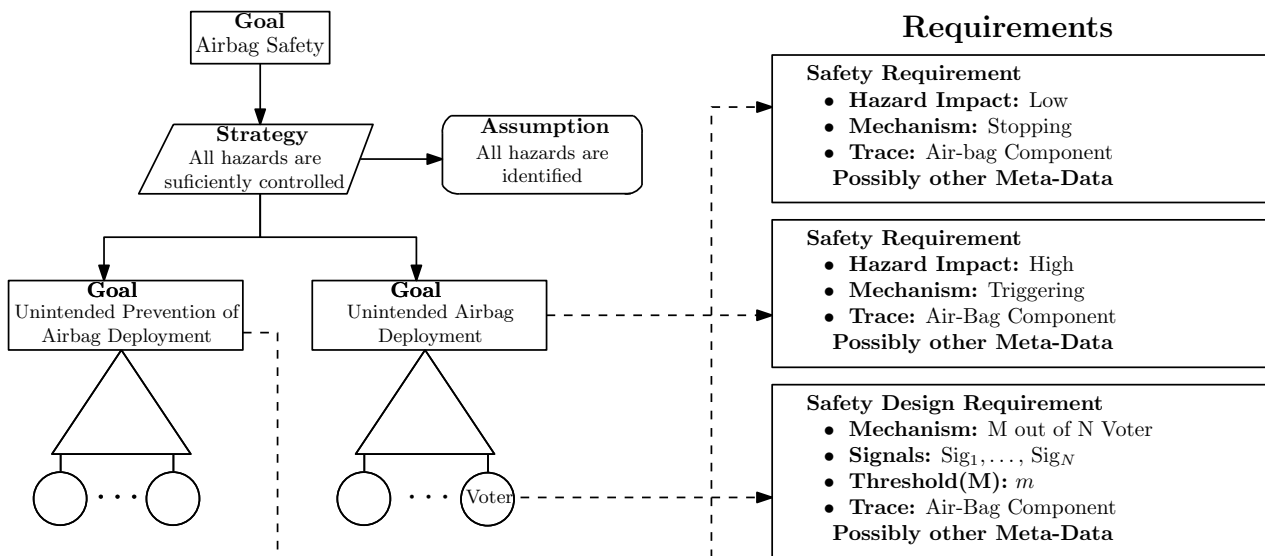 Goal
Airbag Safety
Strategy
All hazards are
suficiently controlled
Assumption
All hazards are
identified
Goal
Unintended Prevention of
Airbag Deployment
Goal
Unintended Airbag
Deployment
· · ·
· · ·
Voter
Requirements
Safety Requirement
• Hazard Impact: Low
• Mechanism: Stopping
• Trace: Air-bag Component
Possibly other Meta-Data
Safety Requirement
• Hazard Impact: High
• Mechanism: Triggering
• Trace: Air-Bag Component
Possibly other Meta-Data
Safety Design Requirement
• Mechanism: M out of N Voter
• Signals: Sig₁, . . . , Sig_N
• Threshold(M): m
• Trace: Air-Bag Component
Possibly other Meta-Data